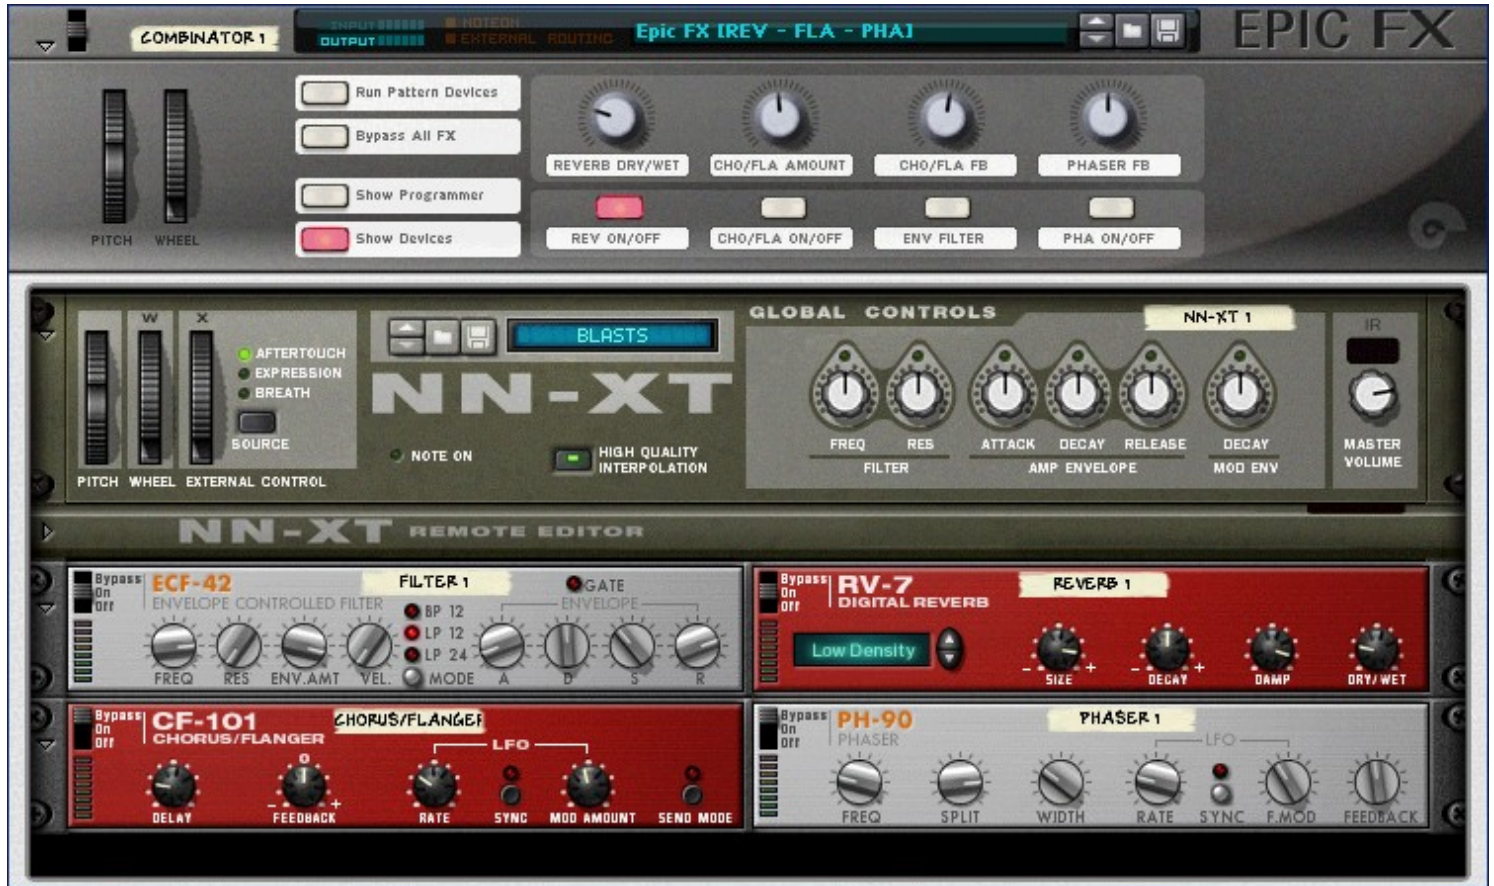 INPUT
NOTEON
OUTPUT
EXTERNAL ROUTING
COMBINATOR 1
Epic FX [REV - FLA - PHA]
EPIC FX
Run Pattern Devices
Bypass All FX
REVERB DRY/WET
CHO/FLA AMOUNT
CHO/FLA FB
PHASER FB
Show Programmer
Show Devices
REV ON/OFF
CHO/FLA ON/OFF
ENV FILTER
PHA ON/OFF
PITCH
WHEEL
GLOBAL CONTROLS
NN-XT 1
W
X
IR
BLASTS
AFTERTOUCH
EXPRESSION
BREATH
SOURCE
NN-XT
NOTE ON
HIGH QUALITY
INTERPOLATION
FREQ
RES
ATTACK
DECAY
RELEASE
DECAY
FILTER
AMP ENVELOPE
MOD ENV
MASTER
VOLUME
PITCH WHEEL EXTERNAL CONTROL
NN-XT REMOTE EDITOR
Bypass
On
Off
ECF-42
ENVELOPE CONTROLLED FILTER
FILTER 1
GATE
ENVELOPE
BP 12
LP 12
LP 24
MODE
FREQ
RES
ENV.AMT
VEL.
A
D
S
R
Bypass
On
Off
RV-7
DIGITAL REVERB
REVERB 1
Low Density
- SIZE +
- DECAY +
DAMP
DRY/WET
Bypass
On
Off
CF-101
CHORUS/FLANGER
CHORUS/FLANGER
LFO
0
DELAY
- FEEDBACK +
RATE
SYNC
MOD AMOUNT
SEND MODE
Bypass
On
Off
PH-90
PHASER
PHASER 1
LFO
FREQ
SPLIT
WIDTH
RATE
SYNC
F.MOD
FEEDBACK